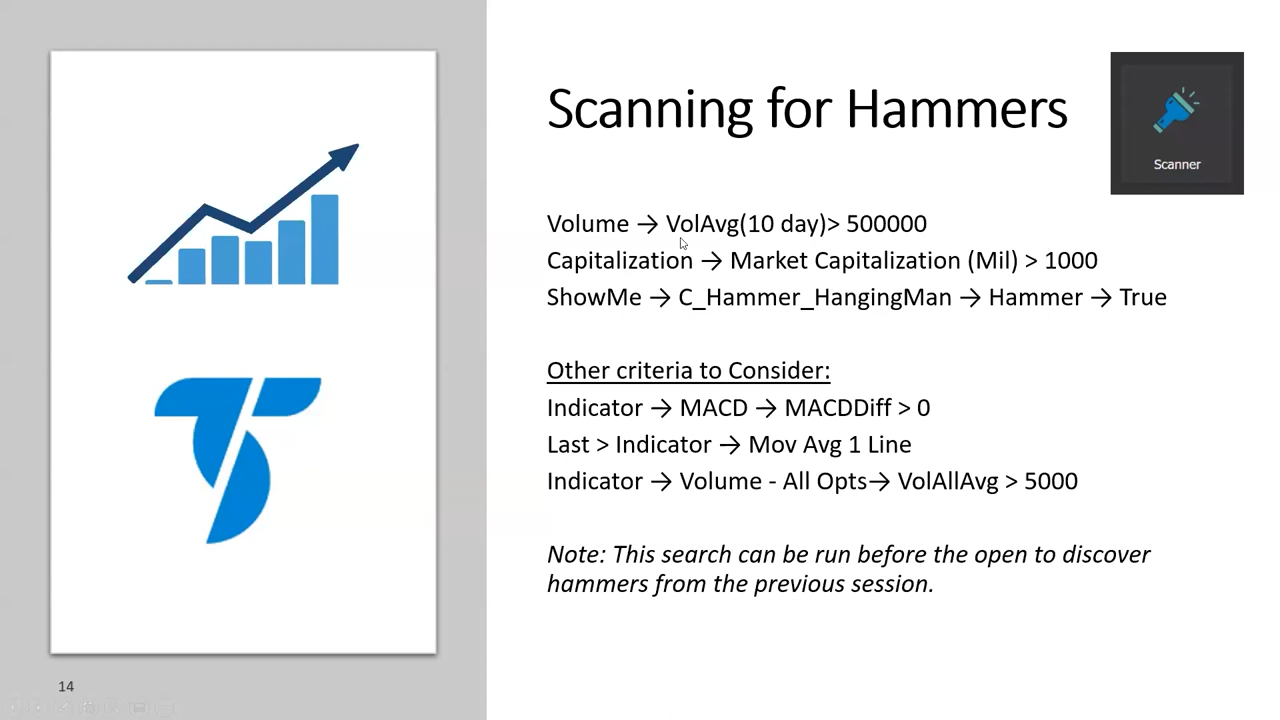 Scanning for Hammers
Scanner
Volume → VolAvg(10 day)> 500000
Capitalization → Market Capitalization (Mil) > 1000
ShowMe → C_Hammer_HangingMan → Hammer → True
Other criteria to Consider:
Indicator → MACD → MACDDiff > 0
Last > Indicator → Mov Avg 1 Line
Indicator → Volume - All Opts→ VolAllAvg > 5000
Note: This search can be run before the open to discover
hammers from the previous session.
14